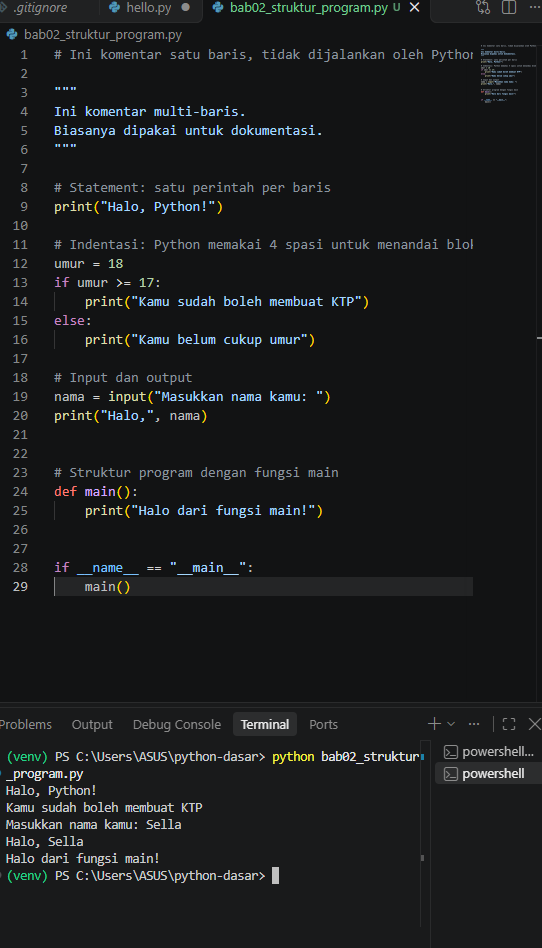 .gitignore hello.py bab02_struktur_program.py U
bab02_struktur_program.py
1 # Ini komentar satu baris, tidak dijalankan oleh Python
2
3 """
4 Ini komentar multi-baris.
5 Biasanya dipakai untuk dokumentasi.
6 """
7
8 # Statement: satu perintah per baris
9 print("Halo, Python!")
10
11 # Indentasi: Python memakai 4 spasi untuk menandai blok
12 umur = 18
13 if umur >= 17:
14 print("Kamu sudah boleh membuat KTP")
15 else:
16 print("Kamu belum cukup umur")
17
18 # Input dan output
19 nama = input("Masukkan nama kamu: ")
20 print("Halo,", nama)
21
22
23 # Struktur program dengan fungsi main
24 def main():
25 print("Halo dari fungsi main!")
26
27
28 if __name__ == "__main__":
29 main()
Problems Output Debug Console Terminal Ports
(venv) PS C:\Users\ASUS\python-dasar> python bab02_struktur
_program.py
Halo, Python!
Kamu sudah boleh membuat KTP
Masukkan nama kamu: Sella
Halo, Sella
Halo dari fungsi main!
(venv) PS C:\Users\ASUS\python-dasar>
powershell...
powershell